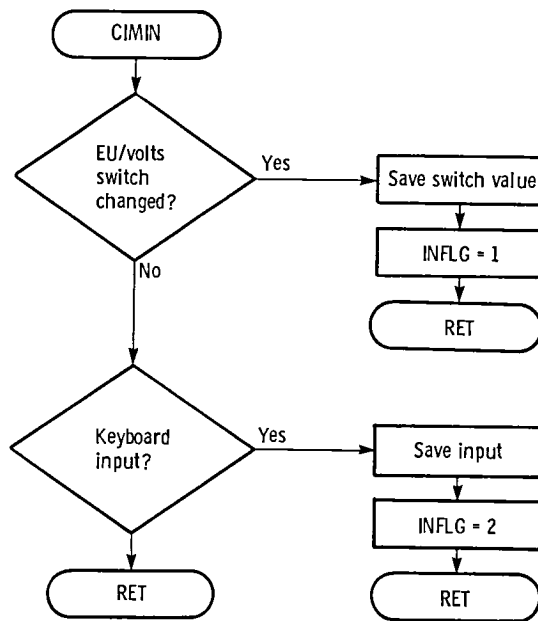 CIMIN
EU/volts
switch
changed?
Yes
Save switch value
INFLG = 1
RET
No
Keyboard
input?
Yes
Save input
INFLG = 2
RET
RET